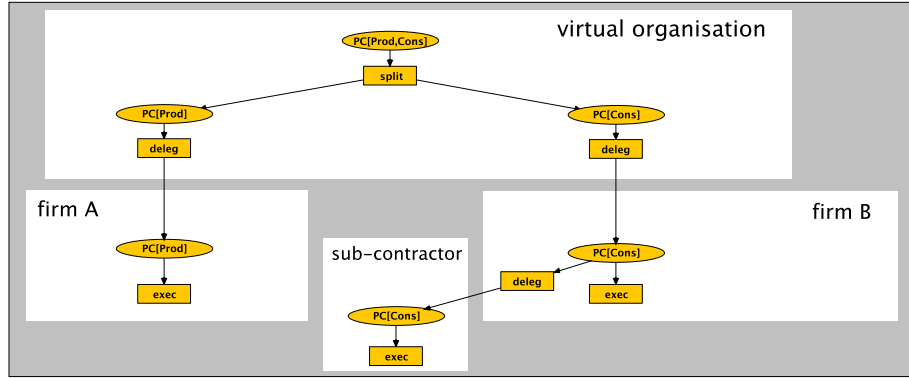 virtual organisation
PC[Prod,Cons]
split
PC[Prod]
PC[Cons]
deleg
deleg
firm A
firm B
PC[Prod]
sub-contractor
PC[Cons]
deleg
exec
exec
PC[Cons]
exec